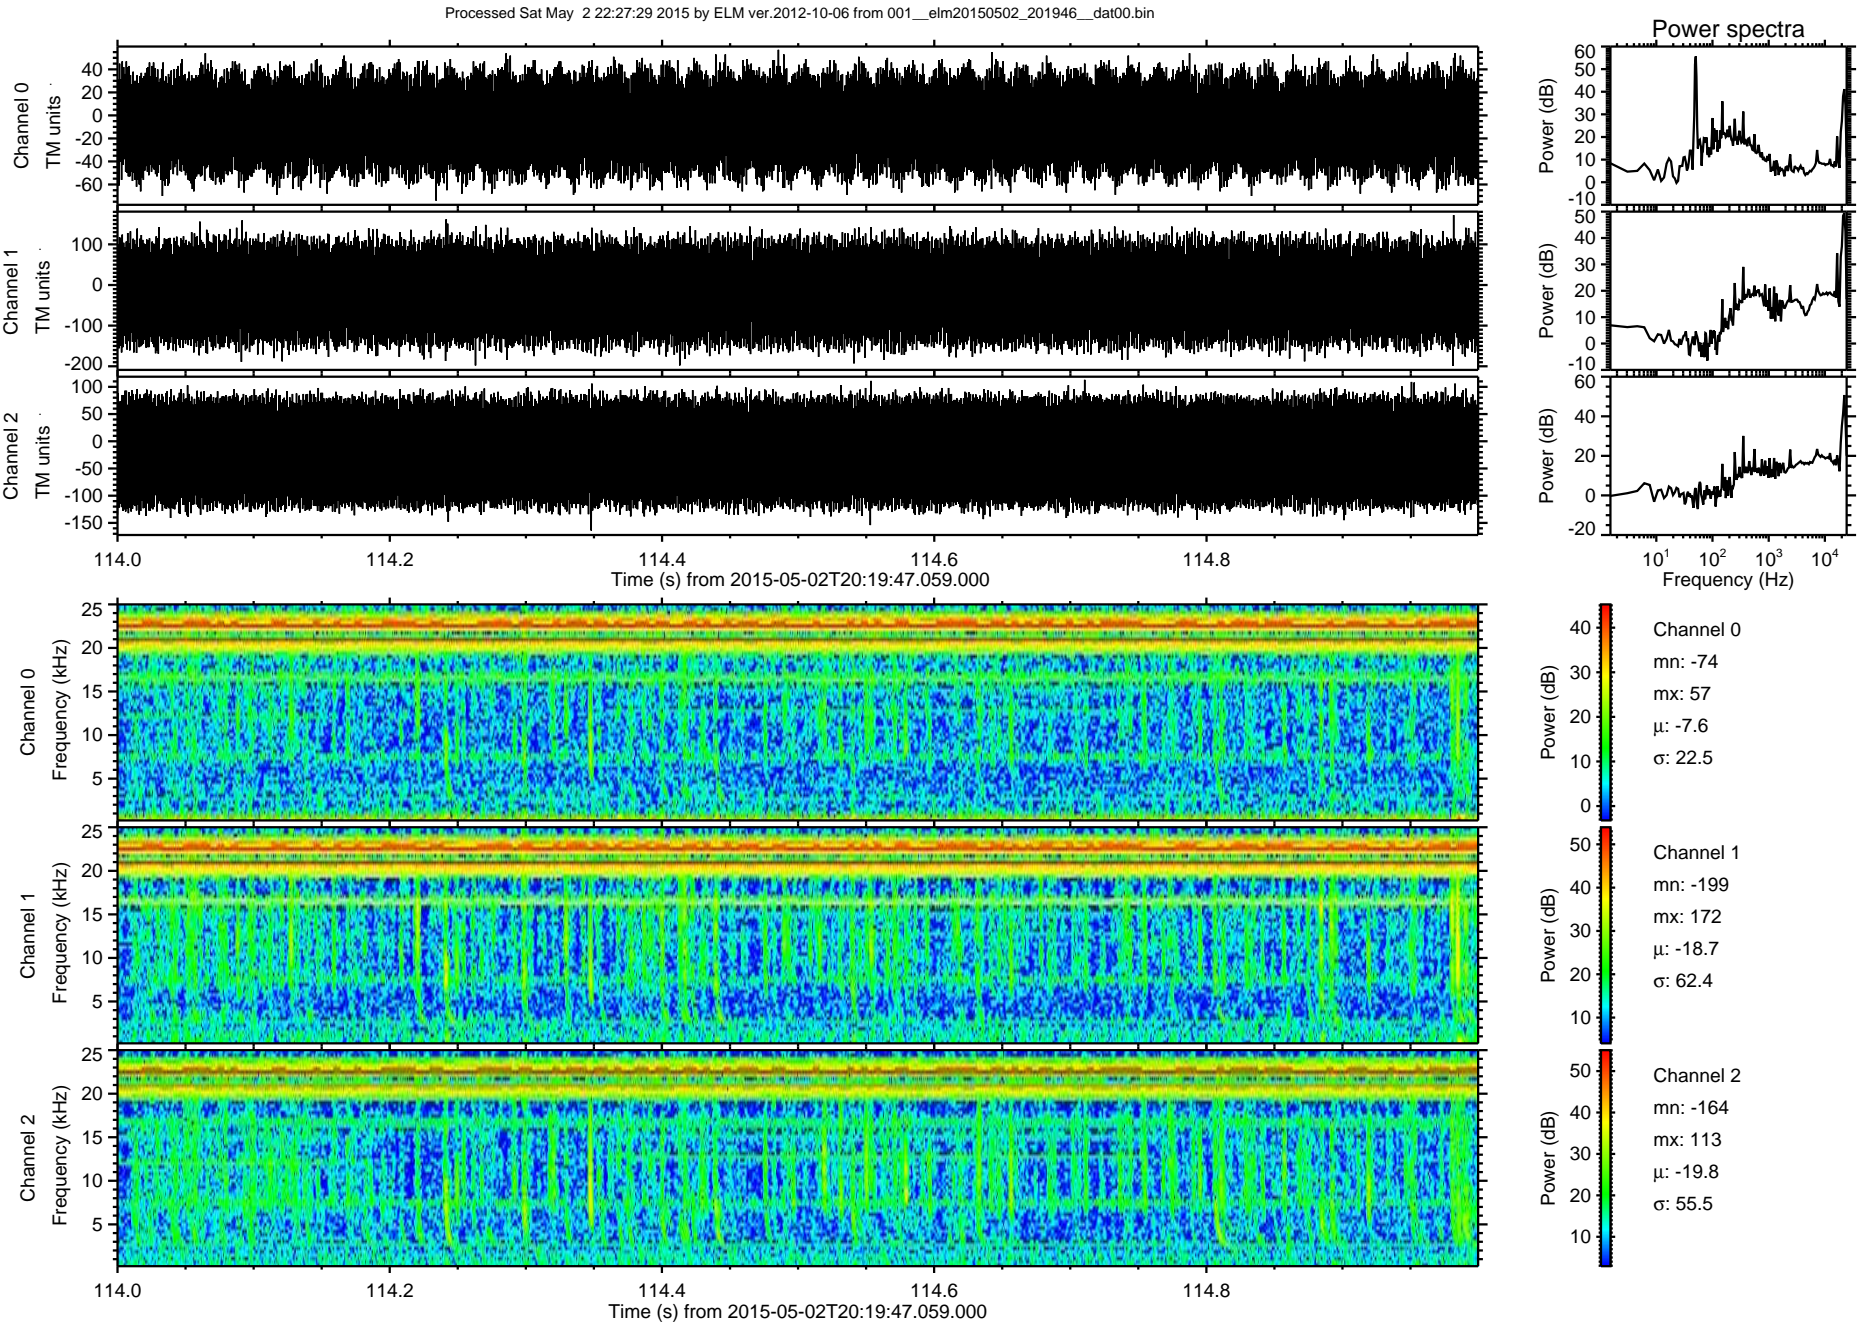 Processed Sat May  2 22:27:29 2015 by ELM ver.2012-10-06 from 001__elm20150502_201946__dat00.bin
Power spectra
Channel 0
TM units
40
20
0
-20
-40
-60
Power (dB)
60
50
40
30
20
10
0
-10
Channel 1
TM units
100
0
-100
-200
Power (dB)
50
40
30
20
10
0
-10
Channel 2
TM units
100
50
0
-50
-100
-150
Power (dB)
60
40
20
0
-20
114.0 114.2 114.4 114.6 114.8
Time (s) from 2015-05-02T20:19:47.059.000
10^1 10^2 10^3 10^4
Frequency (Hz)
Channel 0
Frequency (kHz)
25
20
15
10
5
Power (dB)
40
30
20
10
0
Channel 0
mn: -74
mx: 57
μ: -7.6
σ: 22.5
Channel 1
Frequency (kHz)
25
20
15
10
5
Power (dB)
50
40
30
20
10
Channel 1
mn: -199
mx: 172
μ: -18.7
σ: 62.4
Channel 2
Frequency (kHz)
25
20
15
10
5
Power (dB)
50
40
30
20
10
Channel 2
mn: -164
mx: 113
μ: -19.8
σ: 55.5
114.0 114.2 114.4 114.6 114.8
Time (s) from 2015-05-02T20:19:47.059.000